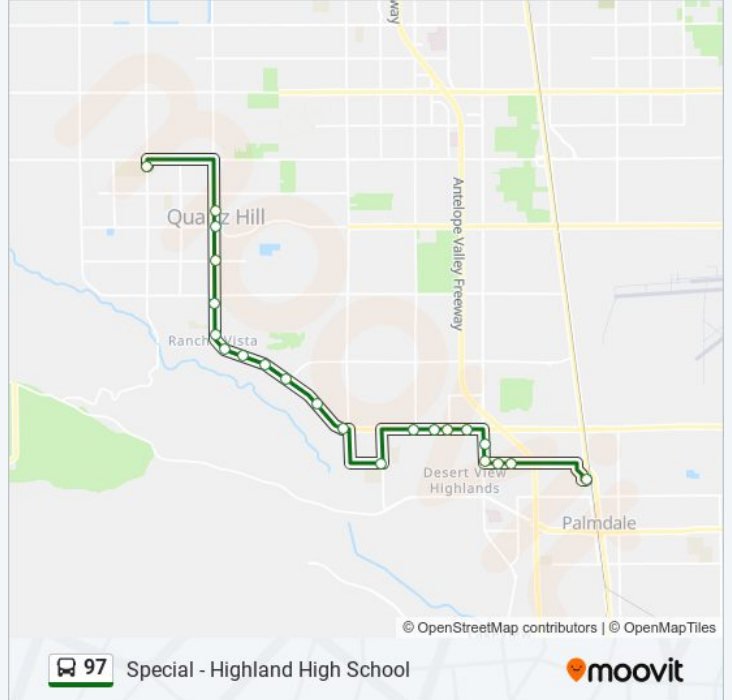 way
Quartz Hill
Antelope Valley Freeway
Rancho Vista
Desert View
Highlands
Palmdale
© OpenStreetMap contributors | © OpenMapTiles
97
Special - Highland High School
moovit